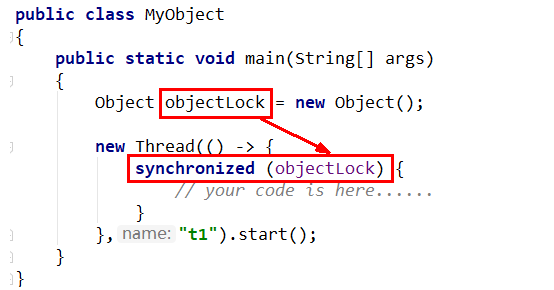 public class MyObject
{
    public static void main(String[] args)
    {
        Object objectLock = new Object();
        new Thread(() -> {
            synchronized (objectLock) {
                // your code is here......
            }
        }, name: "t1").start();
    }
}